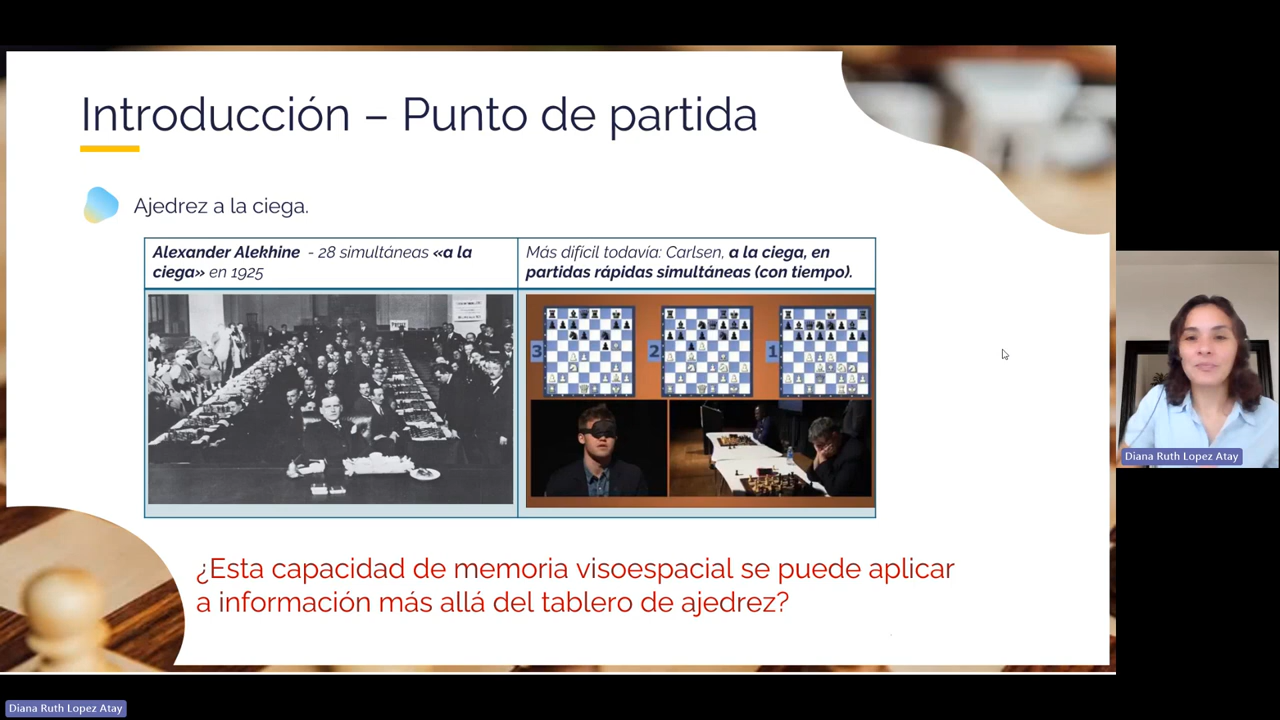 Introducción – Punto de partida
Ajedrez a la ciega.
Alexander Alekhine - 28 simultáneas «a la
ciega» en 1925
Más difícil todavía: Carlsen, a la ciega, en
partidas rápidas simultáneas (con tiempo).
3
2
1
¿Esta capacidad de memoria visoespacial se puede aplicar
a información más allá del tablero de ajedrez?
Diana Ruth Lopez Atay
Diana Ruth Lopez Atay